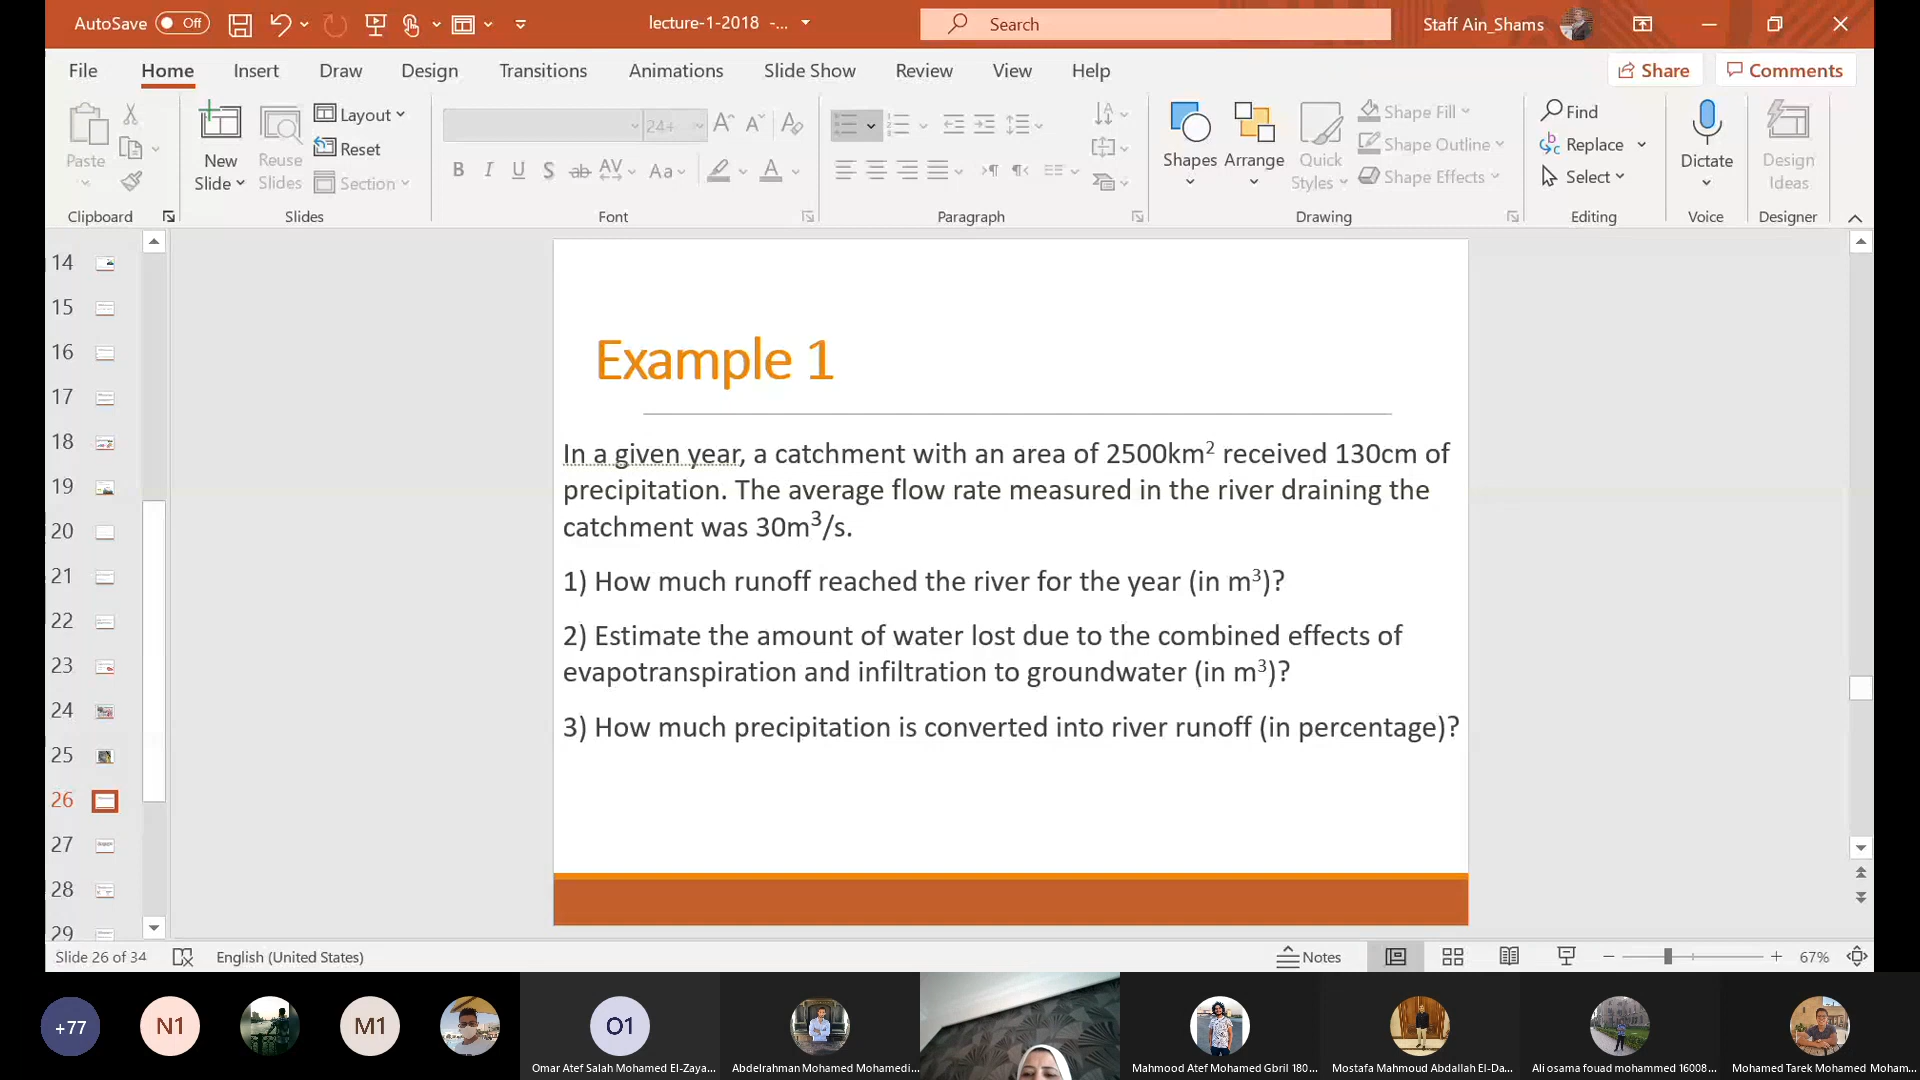 AutoSave Off
lecture-1-2018 -...
Search
Staff Ain_Shams
File Home Insert Draw Design Transitions Animations Slide Show Review View Help
Share Comments
Paste
Clipboard
New Slide
Reuse Slides
Layout
Reset
Section
Slides
24+
Font
Paragraph
Shapes
Arrange
Quick Styles
Shape Fill
Shape Outline
Shape Effects
Drawing
Find
Replace
Select
Editing
Dictate
Voice
Design Ideas
Designer
14
15
16
17
18
19
20
21
22
23
24
25
26
27
28
29
Example 1
In a given year, a catchment with an area of 2500km² received 130cm of
precipitation. The average flow rate measured in the river draining the
catchment was 30m³/s.
1) How much runoff reached the river for the year (in m³)?
2) Estimate the amount of water lost due to the combined effects of
evapotranspiration and infiltration to groundwater (in m³)?
3) How much precipitation is converted into river runoff (in percentage)?
Slide 26 of 34
English (United States)
Notes
67%
+77
N1
M1
O1
Omar Atef Salah Mohamed El-Zaya...
Abdelrahman Mohamed Mohamedi...
Mahmood Atef Mohamed Gbril 180...
Mostafa Mahmoud Abdallah El-Da...
Ali osama fouad mohammed 16008...
Mohamed Tarek Mohamed Moham...